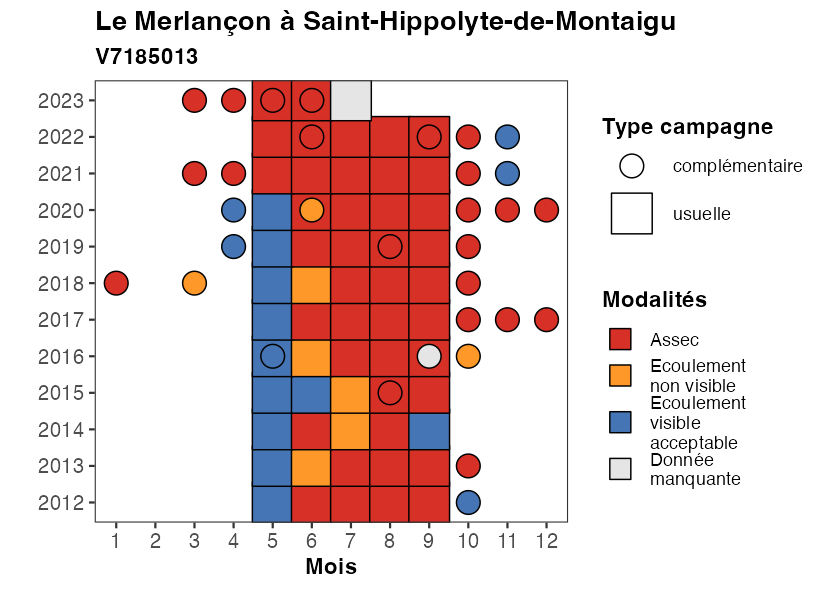 Le Merlançon à Saint-Hippolyte-de-Montaigu
V7185013
2023
2022
2021
2020
2019
2018
2017
2016
2015
2014
2013
2012
1 2 3 4 5 6 7 8 9 10 11 12
Mois
Type campagne
complémentaire
usuelle
Modalités
Assec
Ecoulement
non visible
Ecoulement
visible
acceptable
Donnée
manquante